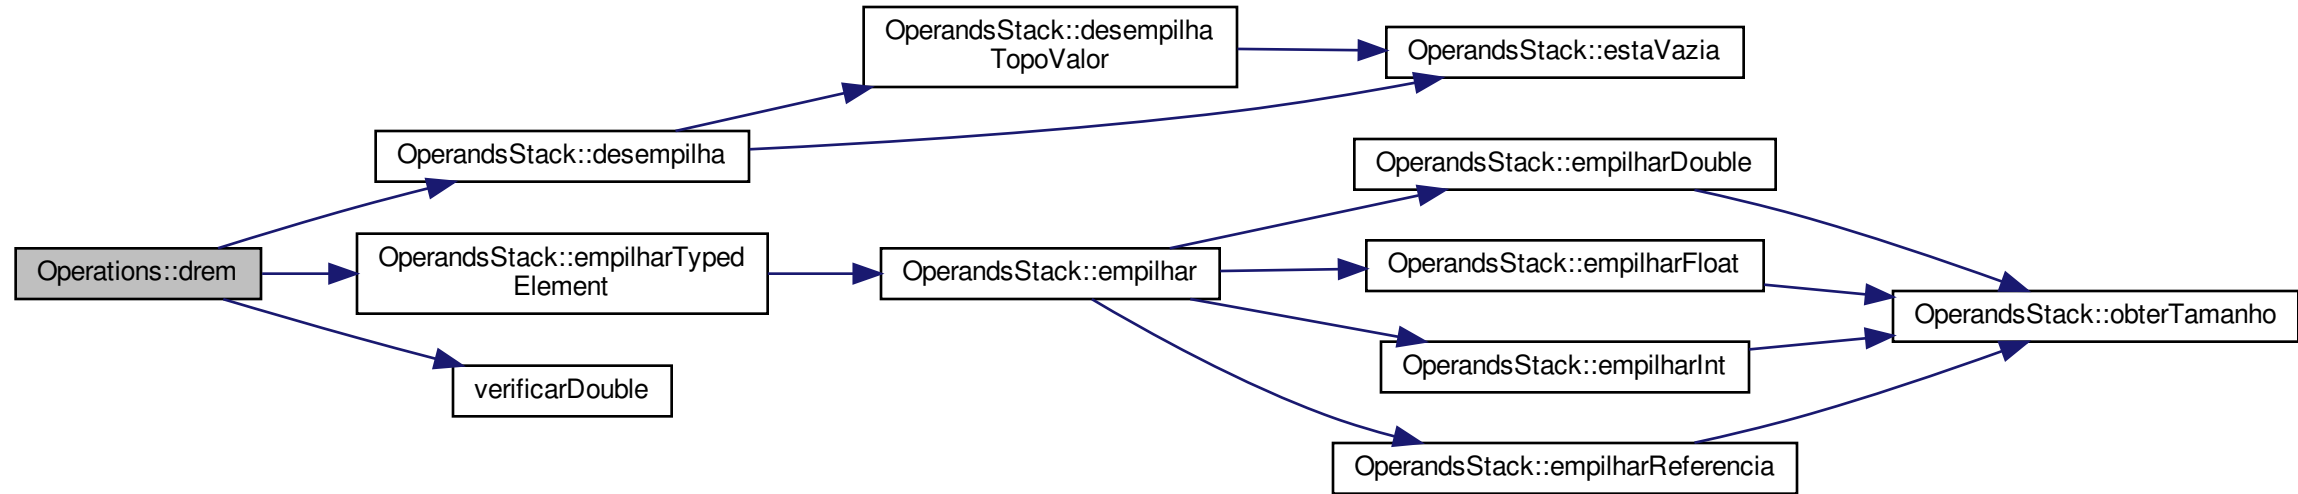 Operations::drem
OperandsStack::desempilha
OperandsStack::desempilha
TopoValor
OperandsStack::estaVazia
OperandsStack::empilharTyped
Element
OperandsStack::empilhar
OperandsStack::empilharDouble
OperandsStack::empilharFloat
OperandsStack::empilharInt
OperandsStack::empilharReferencia
OperandsStack::obterTamanho
verificarDouble